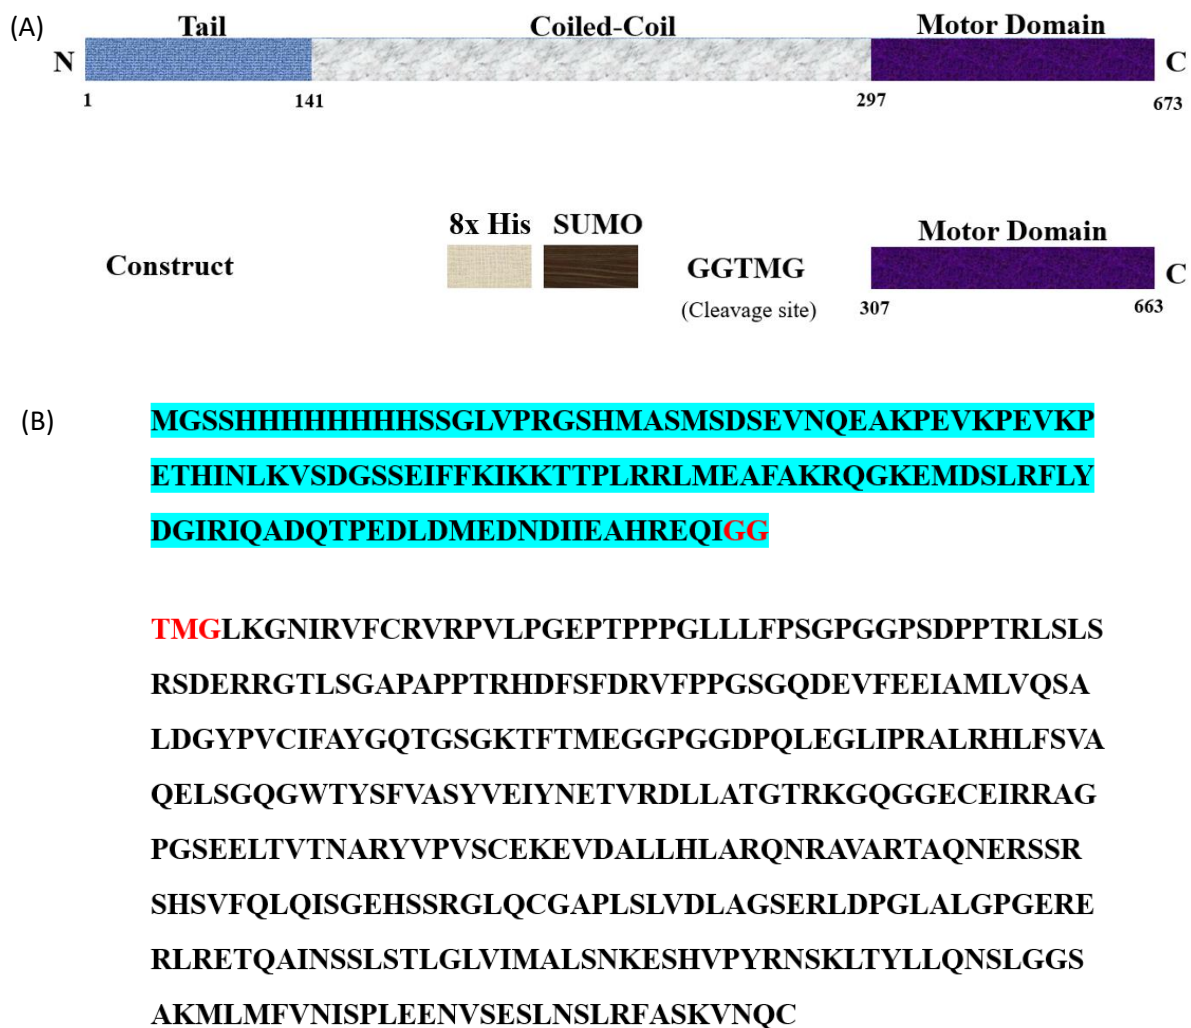 (A)
Tail Coiled-Coil Motor Domain
N C
1 141 297 673
8x His SUMO Motor Domain
Construct GGTMG C
(Cleavage site) 307 663
(B)
MGSSHHHHHHHHSSGLVPRGSHMASMSDSEVNQEAKPEVKPEVKP
ETHINLKVSDGSSEIFFKIKKTTPLRRLMEAFAKRQGKEMDSLRFLY
DGIRIQADQTPEDLDMEDNDIIEAHREQIGG
TMGLKGNIRVFCRVRPVLPGEPTPPPGLLLFPSGPGGPSDPPTRLSLS
RSDERRGTLSGAPAPPTRHDFSFDRVFPPGSGQDEVFEEIAMLVQSA
LDGYPVCIFAYGQTGSGKTFTMEGGPGGDPQLEGLIPRALRHLFSVA
QELSGQGWTYSFVASYVEIYNETVRDLLATGTRKGQGGECEIRRAG
PGSEELTVTNARYVPVSCEKEVDALLHLARQNRAVARTAQNERSSR
SHSVFQLQISGEHSSRGLQCGAPLSLVDLAGSERLDPGLALGPGERE
RLRETQAINSSLSTLGLVIMALSNKESHVPYRNSKLTYLLQNSLGGS
AKMLMFVNISPLEENVSESLNSLRFASKVNQC